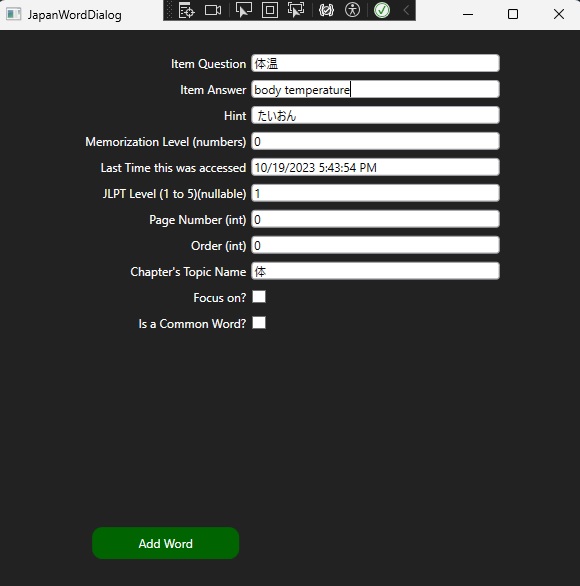 JapanWordDialog
Item Question 体温
Item Answer body temperature
Hint たいおん
Memorization Level (numbers) 0
Last Time this was accessed 10/19/2023 5:43:54 PM
JLPT Level (1 to 5)(nullable) 1
Page Number (int) 0
Order (int) 0
Chapter's Topic Name 体
Focus on?
Is a Common Word?
Add Word